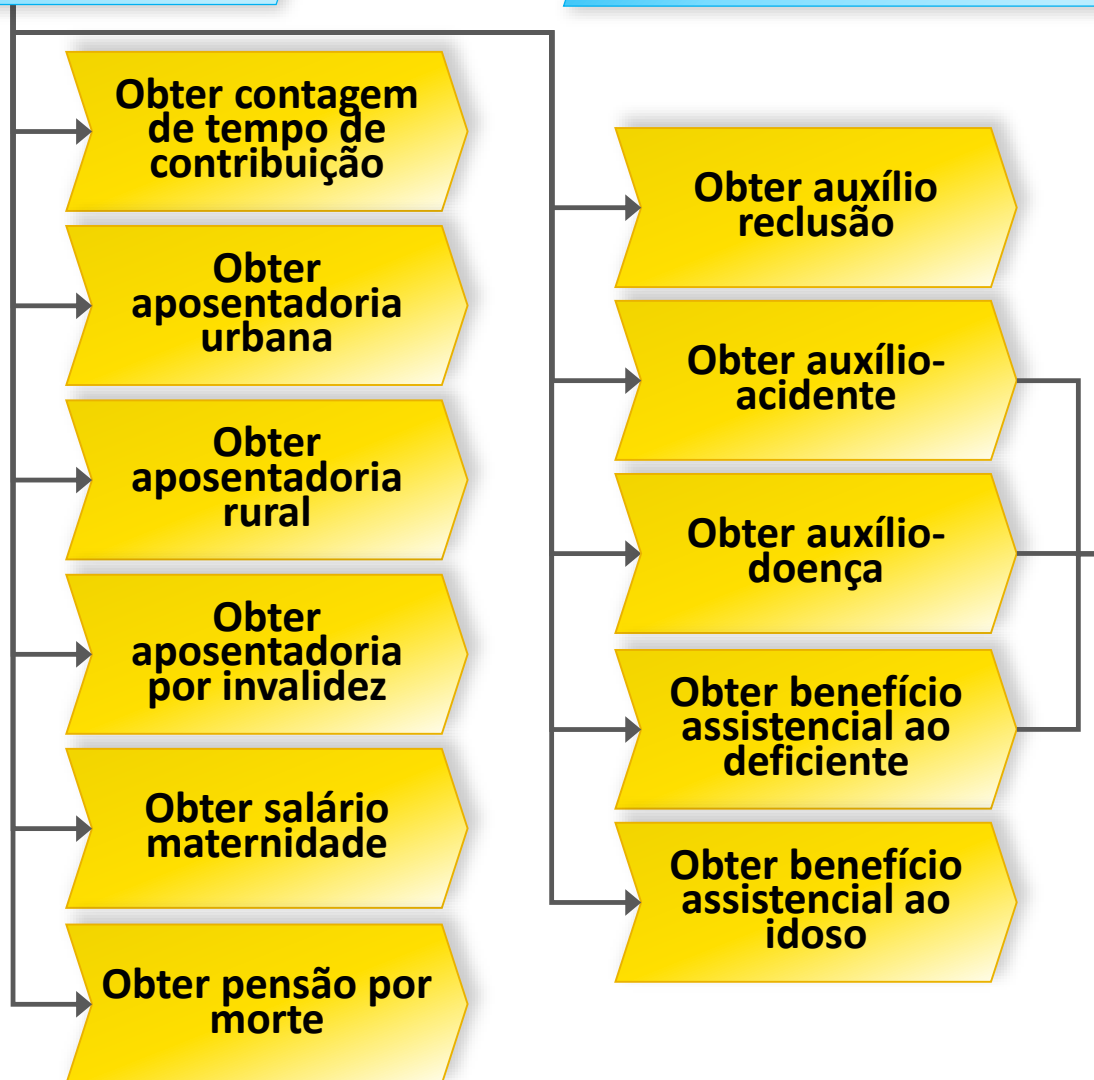 Obter contagem
de tempo de
contribuição
Obter
aposentadoria
urbana
Obter
aposentadoria
rural
Obter
aposentadoria
por invalidez
Obter salário
maternidade
Obter pensão por
morte
Obter auxílio
reclusão
Obter auxílio-
acidente
Obter auxílio-
doença
Obter benefício
assistencial ao
deficiente
Obter benefício
assistencial ao
idoso